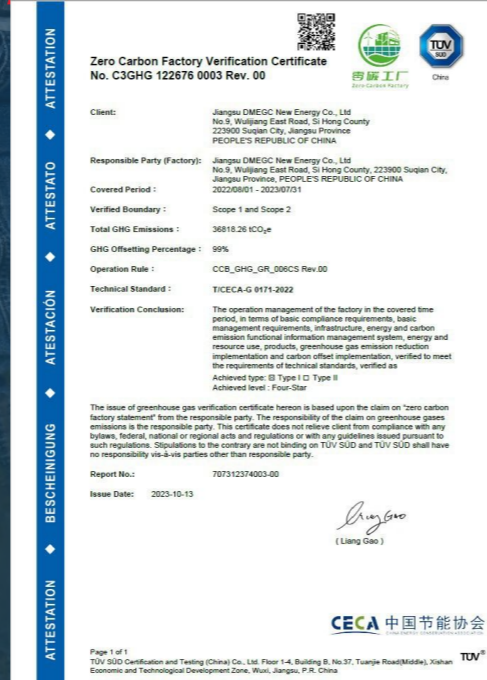 Zero Carbon Factory Verification Certificate
No. C3GHG 122676 0003 Rev. 00
零碳工厂
Zero-Carbon Factory
TÜV
SÜD
China
Client: Jiangsu DMEGC New Energy Co., Ltd
No.9, Wulijiang East Road, Si Hong County
223900 Suqian City, Jiangsu Province
PEOPLE'S REPUBLIC OF CHINA
Responsible Party (Factory): Jiangsu DMEGC New Energy Co., Ltd
No.9, Wulijiang East Road, Si Hong County, 223900 Suqian City,
Jiangsu Province, PEOPLE'S REPUBLIC OF CHINA
Covered Period : 2022/08/01 - 2023/07/31
Verified Boundary : Scope 1 and Scope 2
Total GHG Emissions : 36818.26 tCO₂e
GHG Offsetting Percentage : 99%
Operation Rule : CCB_GHG_GR_006CS Rev.00
Technical Standard : T/CECA-G 0171-2022
Verification Conclusion: The operation management of the factory in the covered time
period, in terms of basic compliance requirements, basic
management requirements, infrastructure, energy and carbon
emission functional information management system, energy and
resource use, products, greenhouse gas emission reduction
implementation and carbon offset implementation, verified to meet
the requirements of technical standards, verified as
Achieved type: ☒ Type I ☐ Type II
Achieved level : Four-Star
The issue of greenhouse gas verification certificate hereon is based upon the claim on "zero carbon
factory statement" from the responsible party. The responsibility of the claim on greenhouse gases
emissions is the responsible party. This certificate does not relieve client from compliance with any
bylaws, federal, national or regional acts and regulations or with any guidelines issued pursuant to
such regulations. Stipulations to the contrary are not binding on TÜV SÜD and TÜV SÜD shall have
no responsibility vis-à-vis parties other than responsible party.
Report No.: 707312374003-00
Issue Date: 2023-10-13
Liang Gao
( Liang Gao )
CECA 中国节能协会
CHINA ENERGY CONSERVATION ASSOCIATION
Page 1 of 1
TÜV SÜD Certification and Testing (China) Co., Ltd. Floor 1-4, Building B, No.37, Tuanjie Road(Middle), Xishan
Economic and Technological Development Zone, Wuxi, Jiangsu, P.R. China
TÜV®
ATTESTATION ◆ BESCHEINIGUNG ◆ ATESTACIÓN ◆ ATTESTATO ◆ ATTESTATION